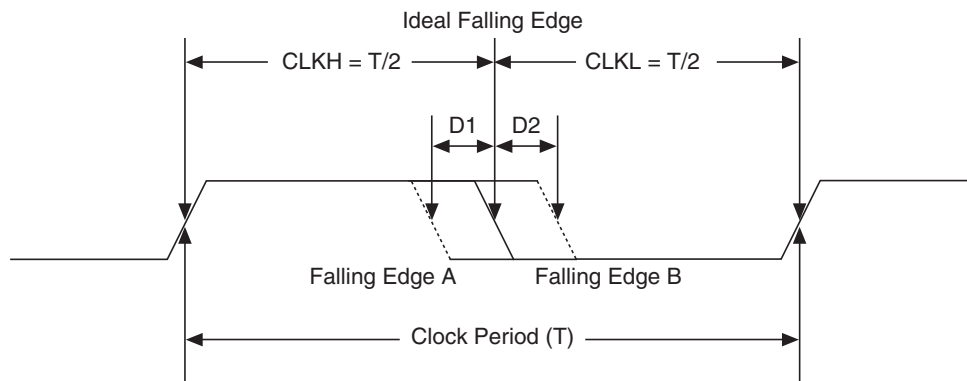 Ideal Falling Edge
CLKH = T/2
CLKL = T/2
D1
D2
Falling Edge A
Falling Edge B
Clock Period (T)